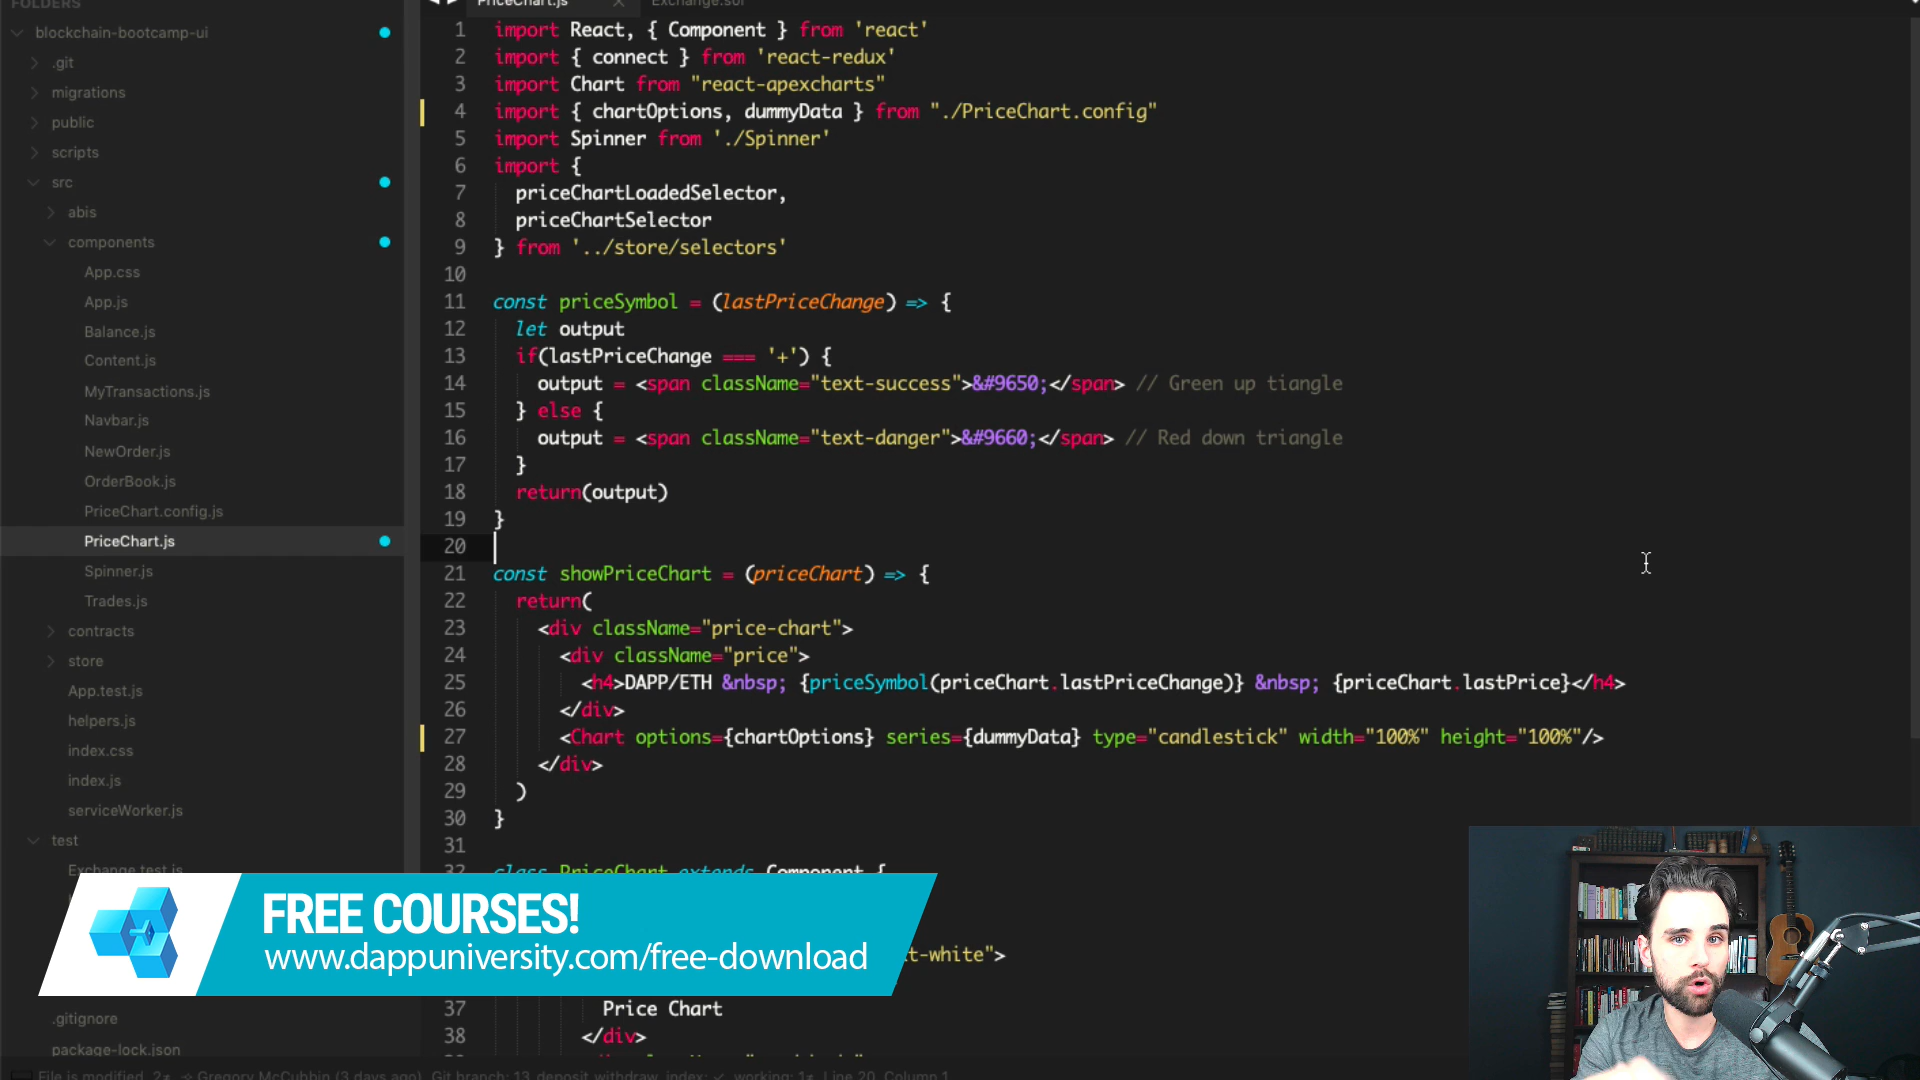 FOLDERS
blockchain-bootcamp-ui
.git
migrations
public
scripts
src
abis
components
App.css
App.js
Balance.js
Content.js
MyTransactions.js
Navbar.js
NewOrder.js
OrderBook.js
PriceChart.config.js
PriceChart.js
Spinner.js
Trades.js
contracts
store
App.test.js
helpers.js
index.css
index.js
serviceWorker.js
test
Exchange.test.js
.gitignore
package-lock.json
PriceChart.js Exchange.sol
1 import React, { Component } from 'react'
2 import { connect } from 'react-redux'
3 import Chart from "react-apexcharts"
4 import { chartOptions, dummyData } from "./PriceChart.config"
5 import Spinner from './Spinner'
6 import {
7 priceChartLoadedSelector,
8 priceChartSelector
9 } from '../store/selectors'
10
11 const priceSymbol = (lastPriceChange) => {
12 let output
13 if(lastPriceChange === '+') {
14 output = <span className="text-success">&#9650;</span> // Green up tiangle
15 } else {
16 output = <span className="text-danger">&#9660;</span> // Red down triangle
17 }
18 return(output)
19 }
20
21 const showPriceChart = (priceChart) => {
22 return(
23 <div className="price-chart">
24 <div className="price">
25 <h4>DAPP/ETH &nbsp; {priceSymbol(priceChart.lastPriceChange)} &nbsp; {priceChart.lastPrice}</h4>
26 </div>
27 <Chart options={chartOptions} series={dummyData} type="candlestick" width="100%" height="100%"/>
28 </div>
29 )
30 }
31
32 class PriceChart extends Component {
t-white">
37 Price Chart
38 </div>
FREE COURSES!
www.dappuniversity.com/free-download
File is modified, 2≠, Gregory McCubbin (3 days ago), Git branch: 13_deposit_withdraw, index: ✓, working: 1≠, Line 20, Column 1